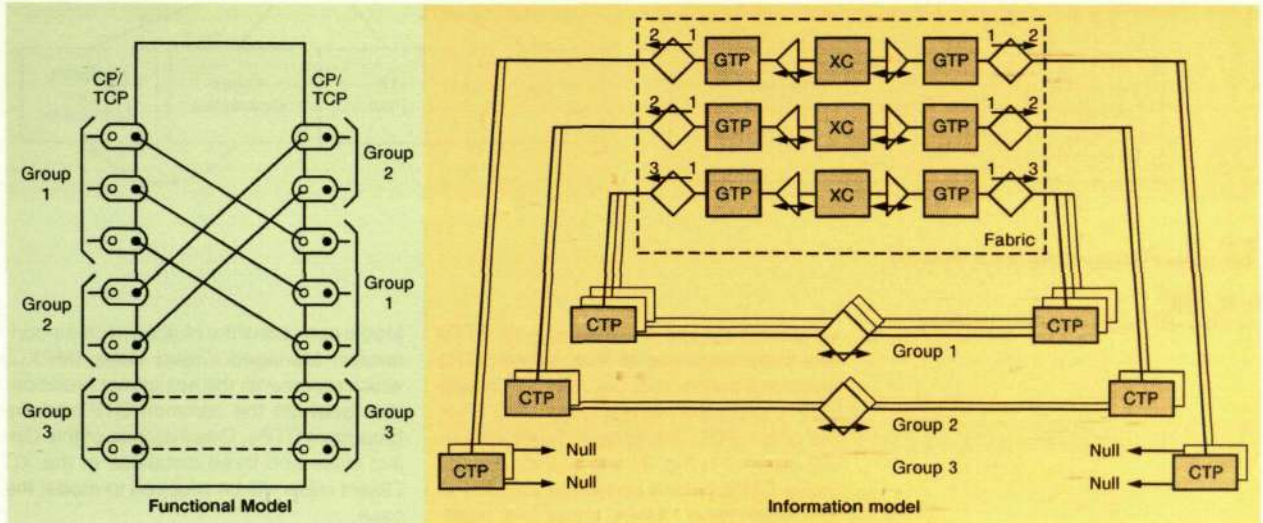 CP/
TCP
CP/
TCP
Group
1
Group
2
Group
3
Group
2
Group
1
Group
3
Functional Model
2 1 GTP XC GTP 1 2
2 1 GTP XC GTP 1 2
3 1 GTP XC GTP 1 3
Fabric
CTP CTP
Group 1
CTP CTP
Group 2
Group 3
CTP Null Null CTP
Null Null
Information model